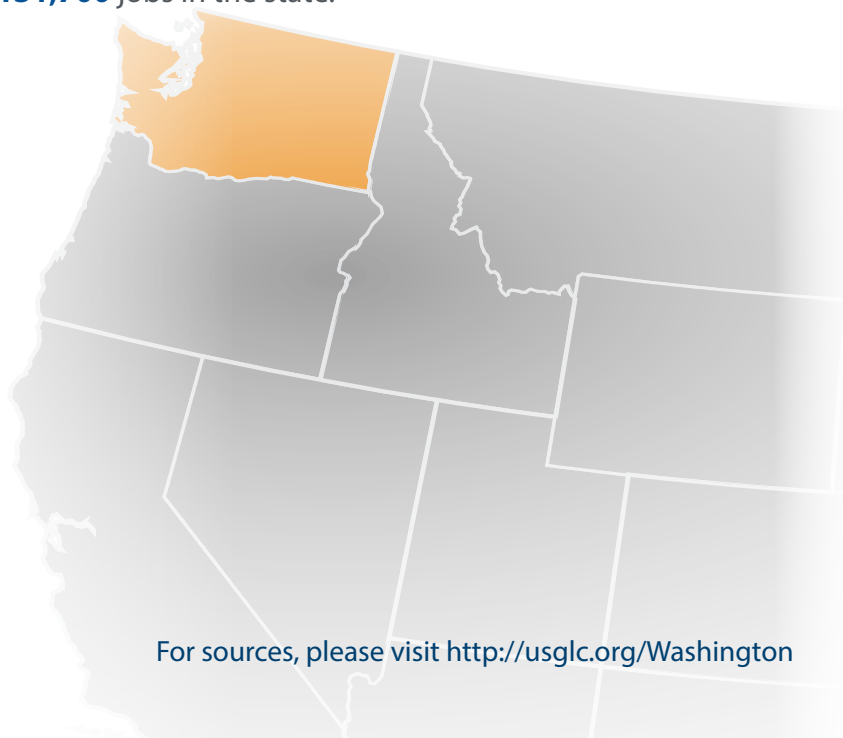 jobs in the state.
For sources, please visit http://usglc.org/Washington